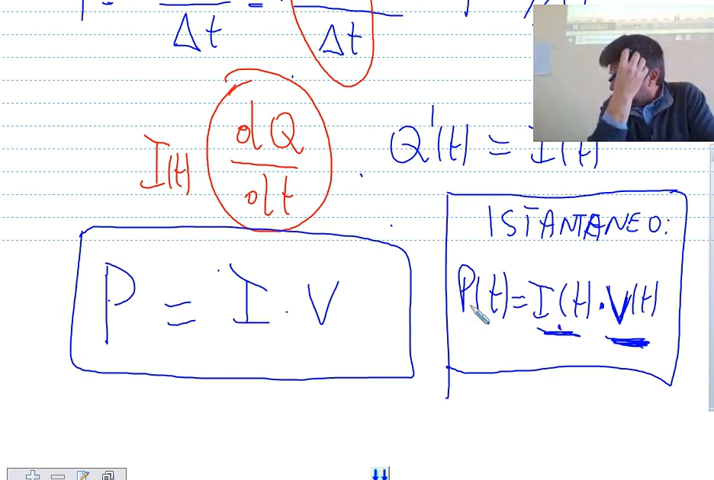 Δt = Δt
I(t) dQ/dt . Q'(t) = I(t)
ISTANTANEO:
P = I · V
P(t) = I(t) · V(t)